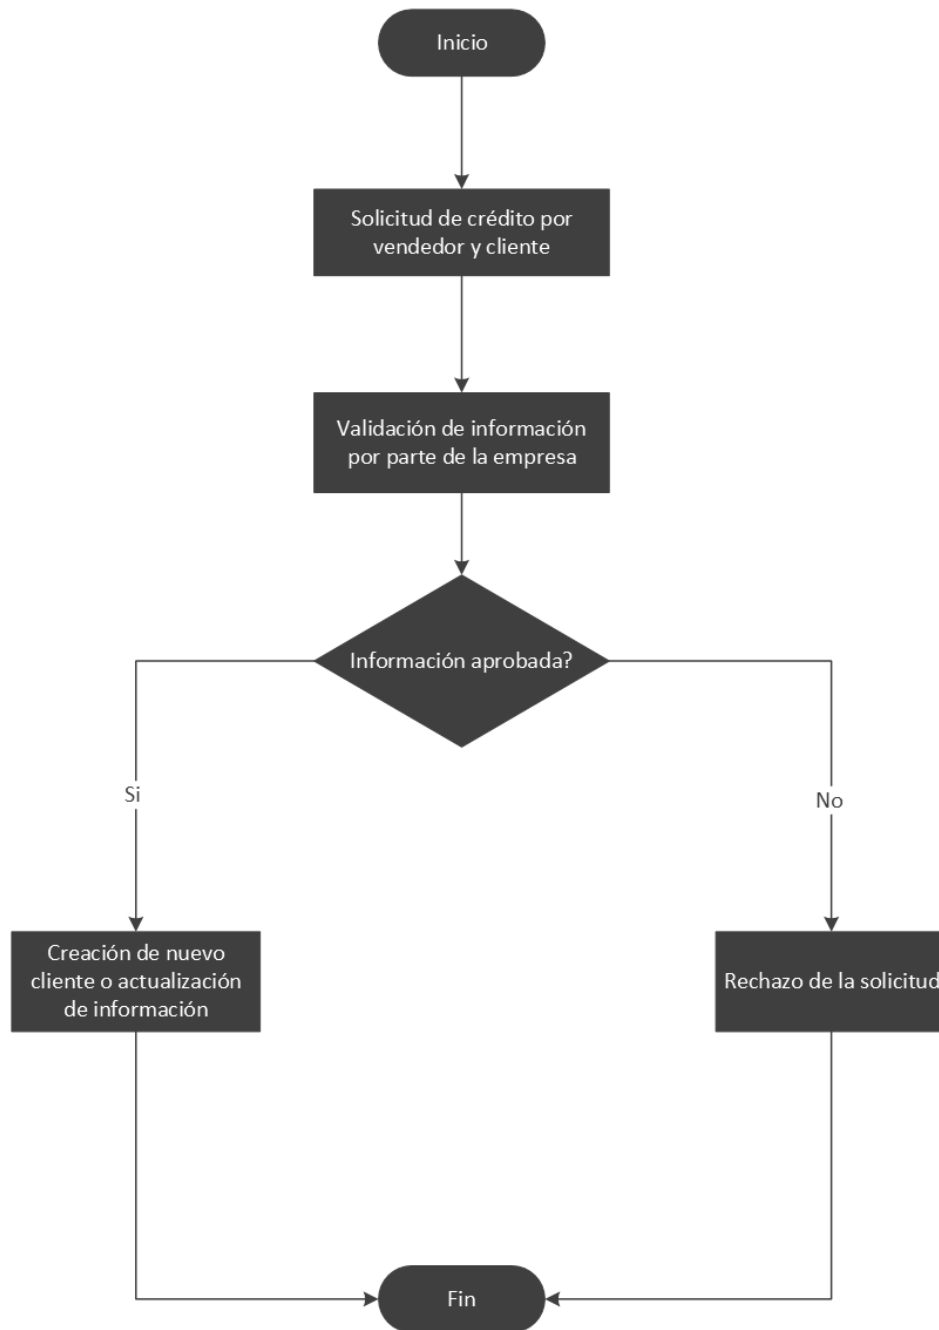 Inicio
Solicitud de crédito por
vendedor y cliente
Validación de información
por parte de la empresa
Información aprobada?
Si
No
Creación de nuevo
cliente o actualización
de información
Rechazo de la solicitud
Fin